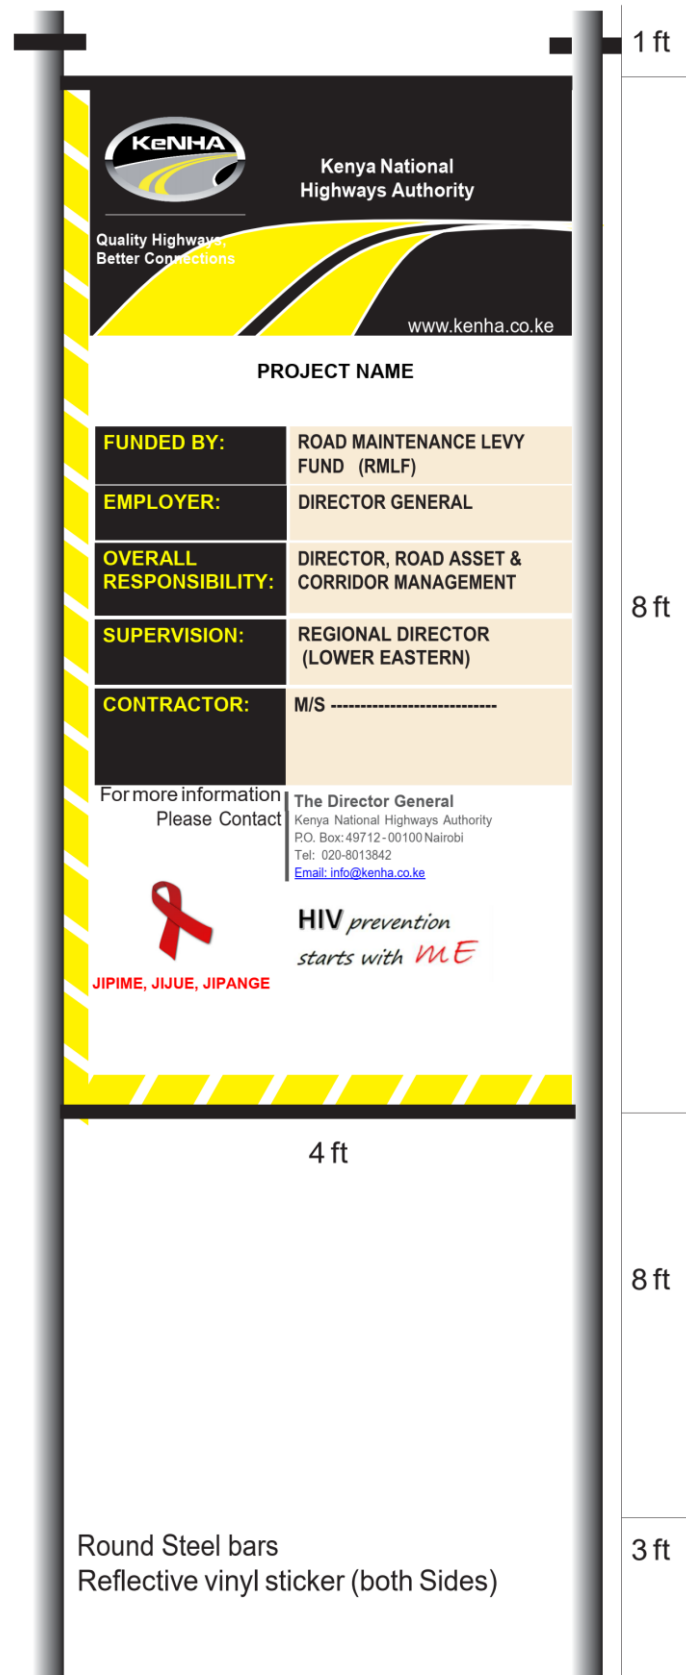 1 ft
KeNHA
Kenya National
Highways Authority
Quality Highways,
Better Connections
www.kenha.co.ke
PROJECT NAME
FUNDED BY:
ROAD MAINTENANCE LEVY
FUND (RMLF)
EMPLOYER:
DIRECTOR GENERAL
OVERALL
RESPONSIBILITY:
DIRECTOR, ROAD ASSET &
CORRIDOR MANAGEMENT
8 ft
SUPERVISION:
REGIONAL DIRECTOR
(LOWER EASTERN)
CONTRACTOR:
M/S ----------------------------
For more information
Please Contact
The Director General
Kenya National Highways Authority
P.O. Box: 49712 - 00100 Nairobi
Tel: 020-8013842
Email: info@kenha.co.ke
HIV prevention
starts with ME
JIPIME, JIJUE, JIPANGE
4 ft
8 ft
Round Steel bars
Reflective vinyl sticker (both Sides)
3 ft